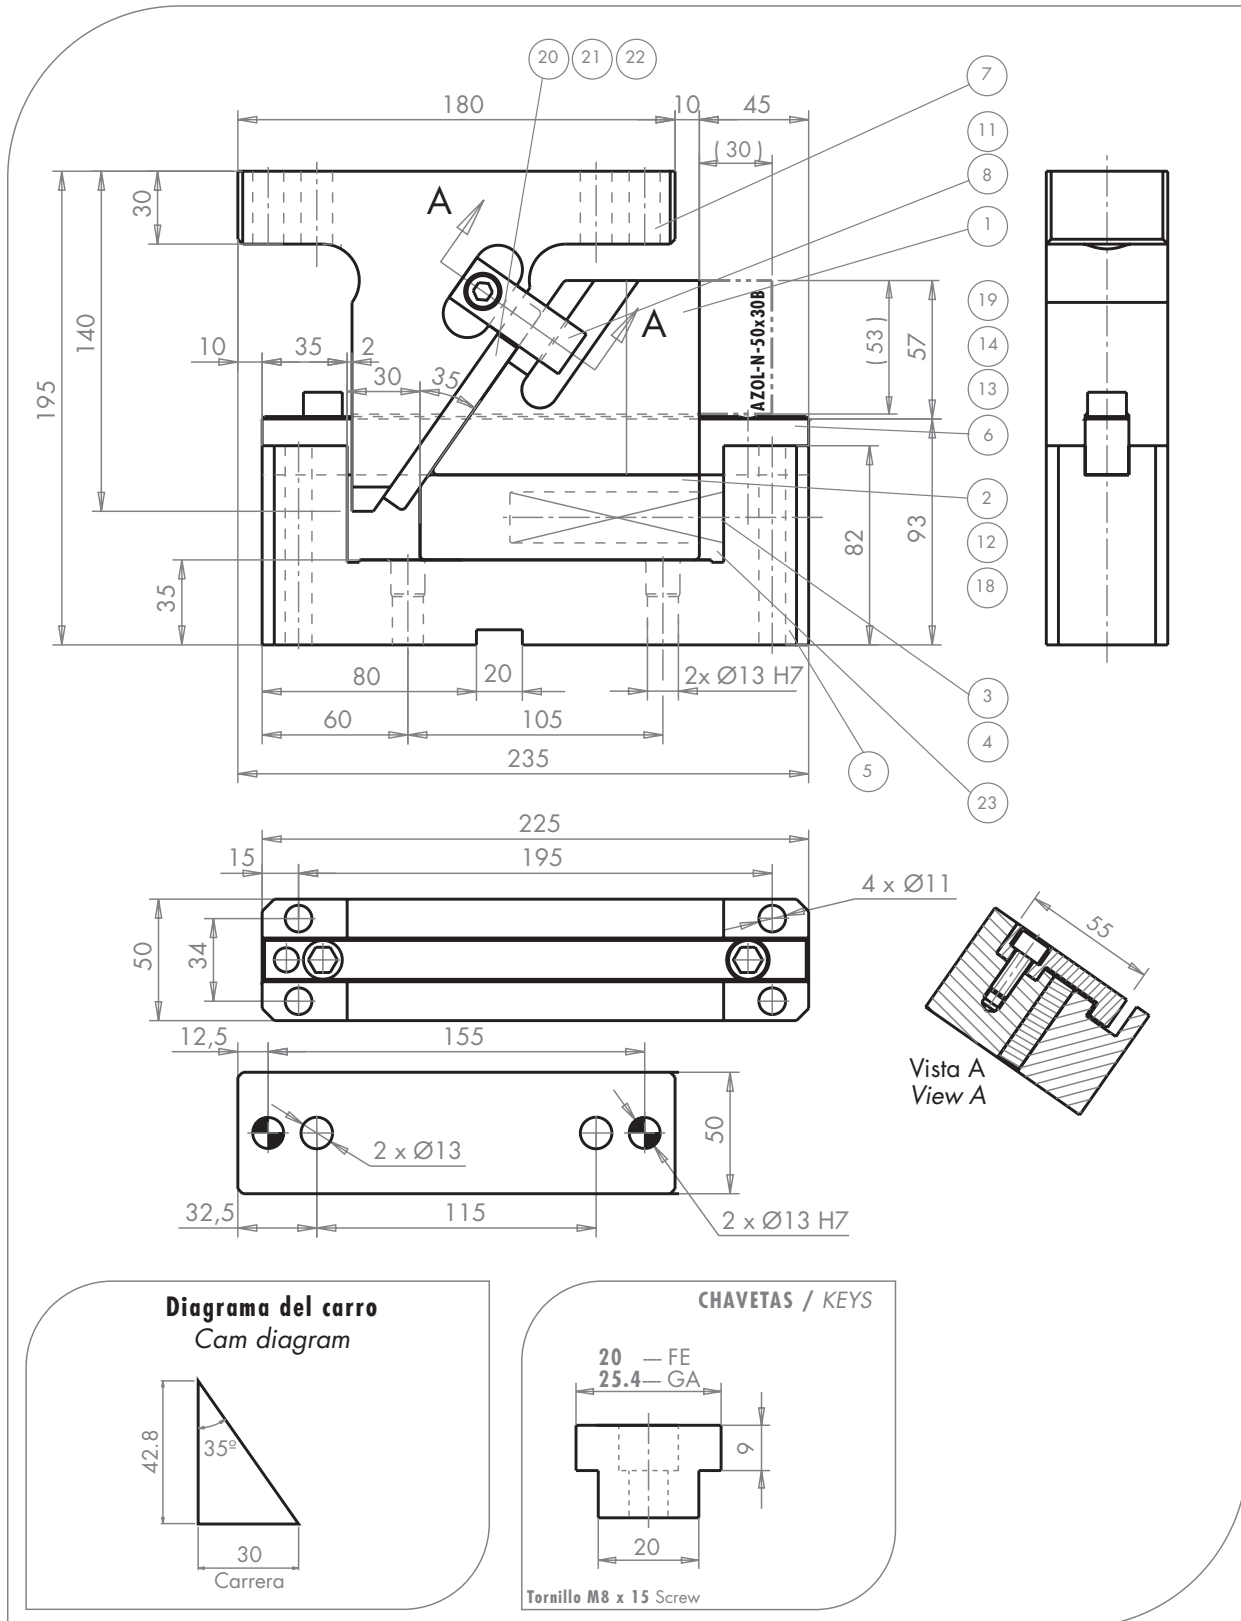 20 21 22
7
180 10 45
11
( 30 )
8
A
30
1
AZOL-N-50x30B
19
A
( 53 )
57
140
14
10 35 2
195
30 35
13
6
2
82
93
12
35
18
80 20 2x Ø13 H7
3
60 105
4
235
5
23
225
15 195
4 x Ø11
50
34
55
12,5 155
Vista A
View A
50
2 x Ø13
32,5 115
2 x Ø13 H7
Diagrama del carro
Cam diagram
42.8
35º
30
Carrera
CHAVETAS / KEYS
20 — FE
25.4 — GA
9
20
Tornillo M8 x 15 Screw